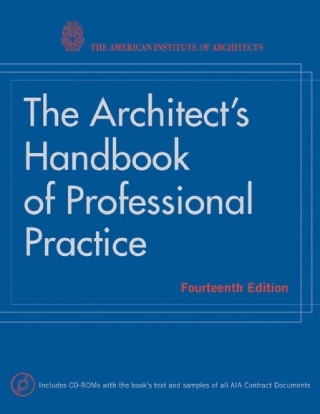 THE AMERICAN INSTITUTE OF ARCHITECTS
The Architect's
Handbook
of Professional
Practice
Fourteenth Edition
Includes CD-ROMs with the book's text and samples of all AIA Contract Documents